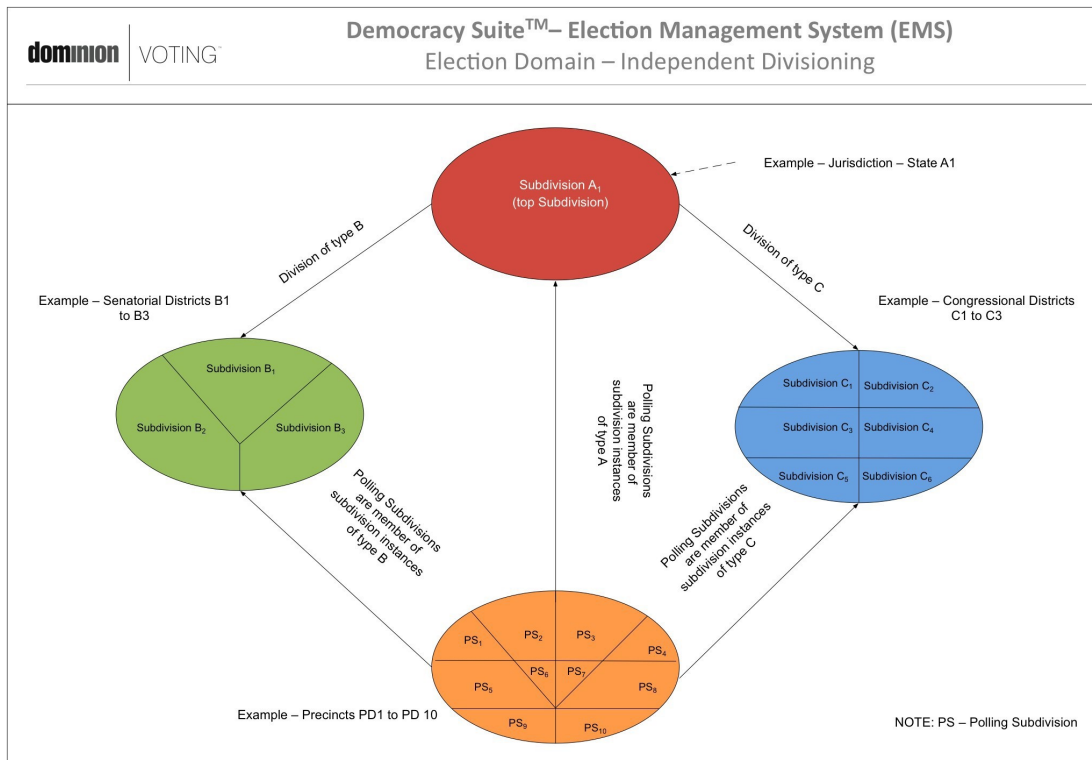 dominion VOTING™
Democracy Suite™– Election Management System (EMS)
Election Domain – Independent Divisioning
Subdivision A₁
(top Subdivision)
Example – Jurisdiction – State A1
Division of type B
Division of type C
Example – Senatorial Districts B1
to B3
Example – Congressional Districts
C1 to C3
Subdivision B₁
Subdivision B₂
Subdivision B₃
Subdivision C₁
Subdivision C₂
Subdivision C₃
Subdivision C₄
Subdivision C₅
Subdivision C₆
Polling Subdivisions
are member of
subdivision instances
of type B
Polling Subdivisions
are member of
subdivision instances
of type A
Polling Subdivisions
are member of
subdivision instances
of type C
PS₁
PS₂
PS₃
PS₄
PS₅
PS₆
PS₇
PS₈
PS₉
PS₁₀
Example – Precincts PD1 to PD 10
NOTE: PS – Polling Subdivision